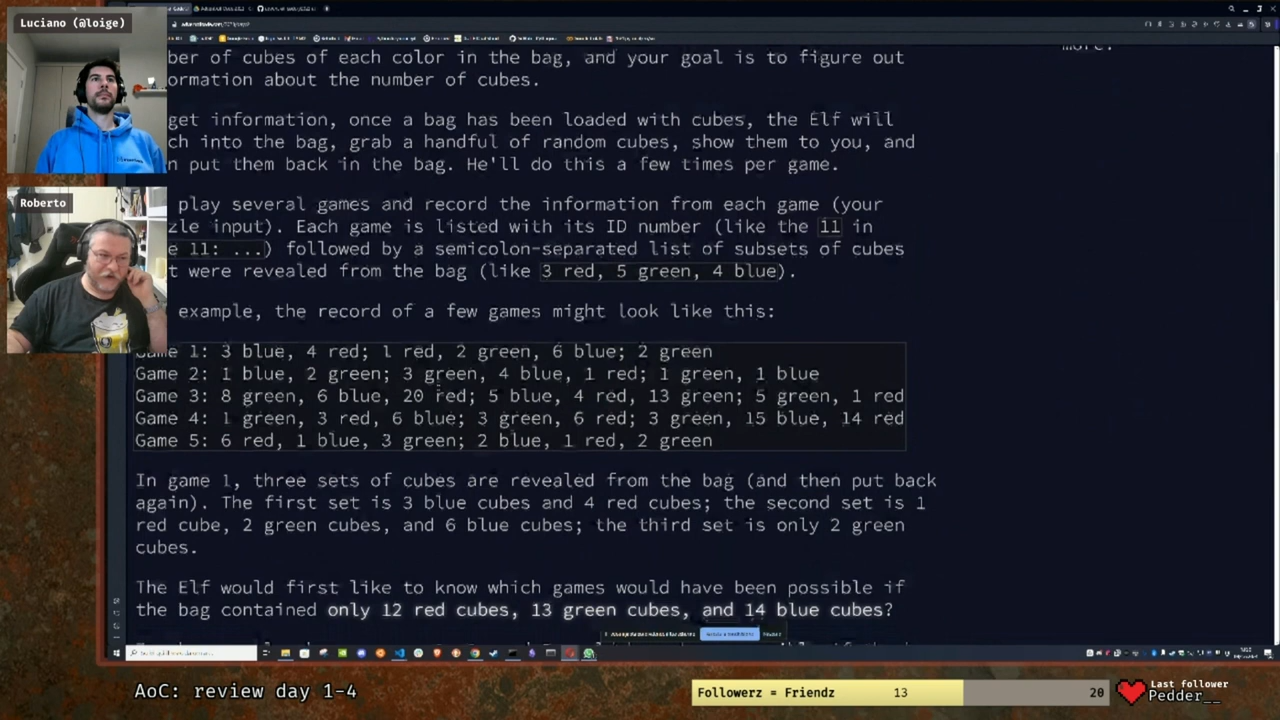 Luciano (@loige)
ber of cubes of each color in the bag, and your goal is to figure out
more.
ormation about the number of cubes.
get information, once a bag has been loaded with cubes, the Elf will
ch into the bag, grab a handful of random cubes, show them to you, and
n put them back in the bag. He'll do this a few times per game.
Roberto
play several games and record the information from each game (your
zle input). Each game is listed with its ID number (like the 11 in
e 11: ...) followed by a semicolon-separated list of subsets of cubes
t were revealed from the bag (like 3 red, 5 green, 4 blue).
example, the record of a few games might look like this:
Game 1: 3 blue, 4 red; 1 red, 2 green, 6 blue; 2 green
Game 2: 1 blue, 2 green; 3 green, 4 blue, 1 red; 1 green, 1 blue
Game 3: 8 green, 6 blue, 20 red; 5 blue, 4 red, 13 green; 5 green, 1 red
Game 4: 1 green, 3 red, 6 blue; 3 green, 6 red; 3 green, 15 blue, 14 red
Game 5: 6 red, 1 blue, 3 green; 2 blue, 1 red, 2 green
In game 1, three sets of cubes are revealed from the bag (and then put back
again). The first set is 3 blue cubes and 4 red cubes; the second set is 1
red cube, 2 green cubes, and 6 blue cubes; the third set is only 2 green
cubes.
The Elf would first like to know which games would have been possible if
the bag contained only 12 red cubes, 13 green cubes, and 14 blue cubes?
AoC: review day 1-4
Followerz = Friendz 13 20
Last follower
Pedder__